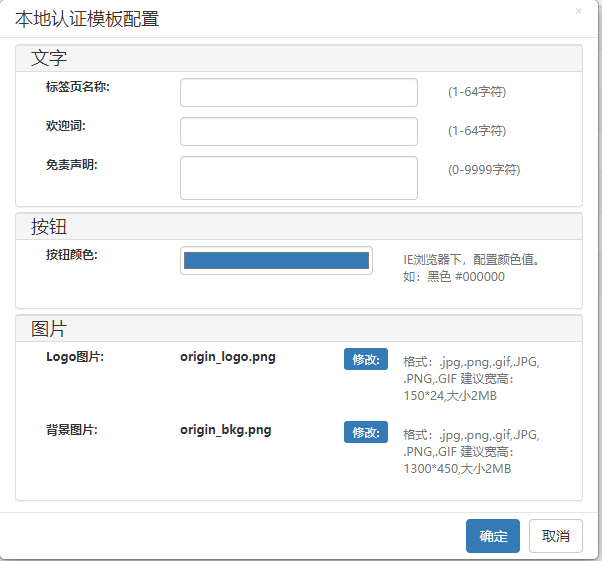 本地认证模板配置 ×
文字
标签页名称: (1-64字符)
欢迎词: (1-64字符)
免责声明: (0-9999字符)
按钮
按钮颜色: IE浏览器下，配置颜色值。
如：黑色 #000000
图片
Logo图片: origin_logo.png 修改: 格式：.jpg,.png,.gif,.JPG,
.PNG,.GIF 建议宽高：
150*24,大小2MB
背景图片: origin_bkg.png 修改: 格式：.jpg,.png,.gif,.JPG,
.PNG,.GIF 建议宽高：
1300*450,大小2MB
确定 取消